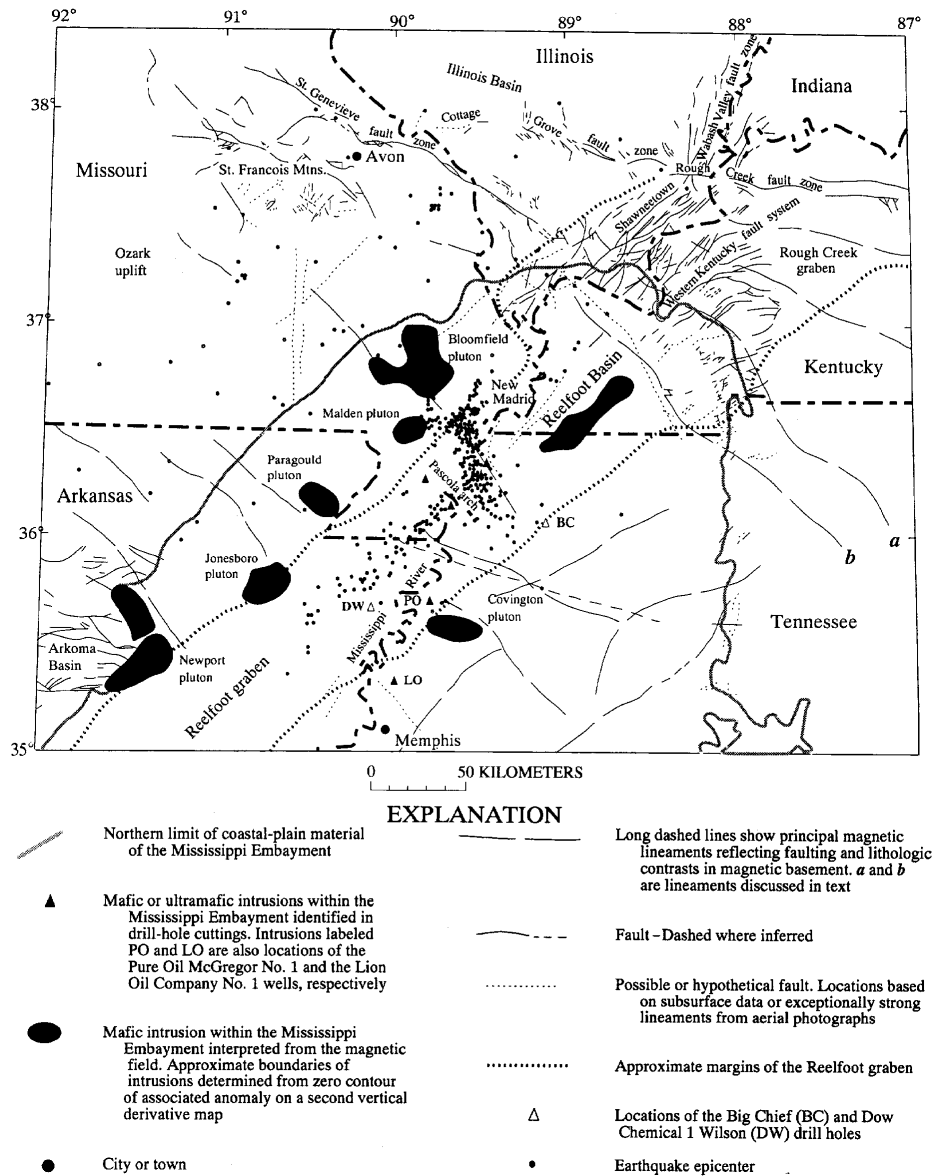 92°
91°
90°
89°
88°
87°
Illinois
Illinois Basin
Indiana
Wabash Valley fault zone
38°
St. Genevieve fault zone
Cottage Grove fault zone
Avon
Missouri
St. Francois Mtns.
Rough Creek fault zone
Shawneetown
Western Kentucky fault system
Ozark
uplift
Rough Creek
graben
37°
Bloomfield
pluton
Kentucky
Reelfoot Basin
New
Madrid
Malden pluton
Paragould
pluton
Pascola arch
Arkansas
BC
36°
b
a
Jonesboro
pluton
DW
PO
Mississippi River
Covington
pluton
Tennessee
Arkoma
Basin
Newport
pluton
LO
Reelfoot graben
35°
Memphis
0 50 KILOMETERS
EXPLANATION
Northern limit of coastal-plain material
of the Mississippi Embayment
Mafic or ultramafic intrusions within the
Mississippi Embayment identified in
drill-hole cuttings. Intrusions labeled
PO and LO are also locations of the
Pure Oil McGregor No. 1 and the Lion
Oil Company No. 1 wells, respectively
Mafic intrusion within the Mississippi
Embayment interpreted from the magnetic
field. Approximate boundaries of
intrusions determined from zero contour
of associated anomaly on a second vertical
derivative map
City or town
Long dashed lines show principal magnetic
lineaments reflecting faulting and lithologic
contrasts in magnetic basement. a and b
are lineaments discussed in text
Fault – Dashed where inferred
Possible or hypothetical fault. Locations based
on subsurface data or exceptionally strong
lineaments from aerial photographs
Approximate margins of the Reelfoot graben
Locations of the Big Chief (BC) and Dow
Chemical 1 Wilson (DW) drill holes
Earthquake epicenter